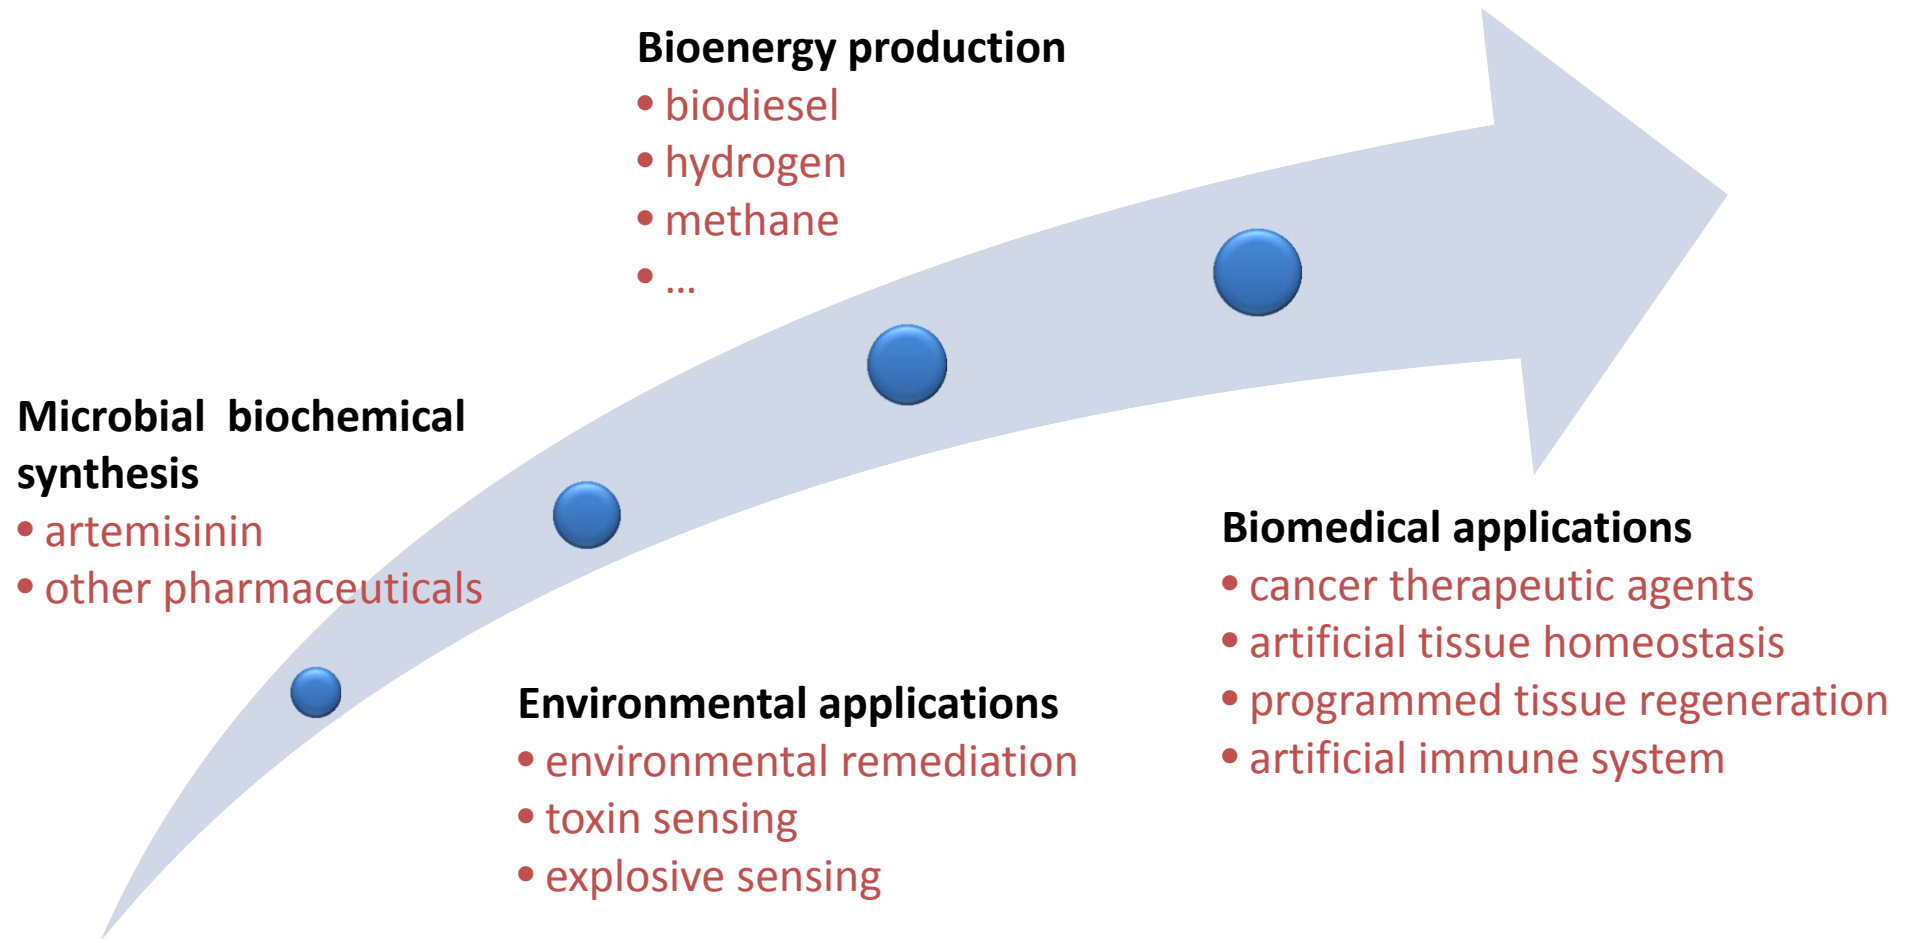 Bioenergy production
• biodiesel
• hydrogen
• methane
• ...
Microbial biochemical
synthesis
• artemisinin
• other pharmaceuticals
Environmental applications
• environmental remediation
• toxin sensing
• explosive sensing
Biomedical applications
• cancer therapeutic agents
• artificial tissue homeostasis
• programmed tissue regeneration
• artificial immune system